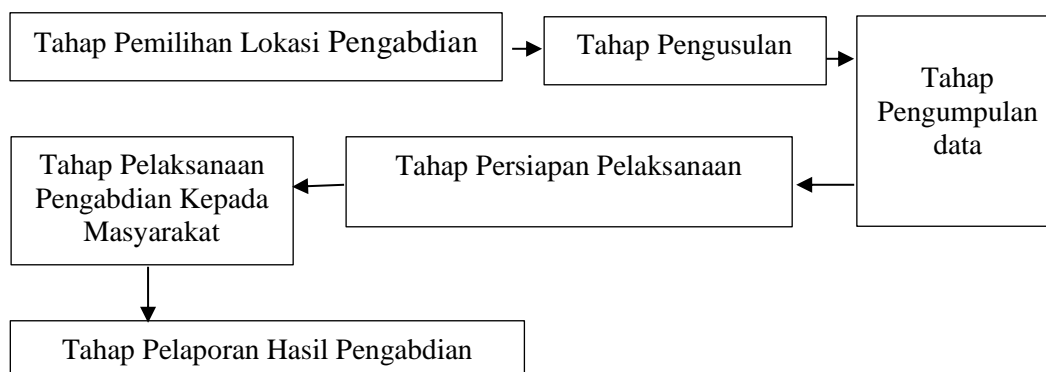 Tahap Pemilihan Lokasi Pengabdian
Tahap Pengusulan
Tahap
Pengumpulan
data
Tahap Persiapan Pelaksanaan
Tahap Pelaksanaan
Pengabdian Kepada
Masyarakat
Tahap Pelaporan Hasil Pengabdian